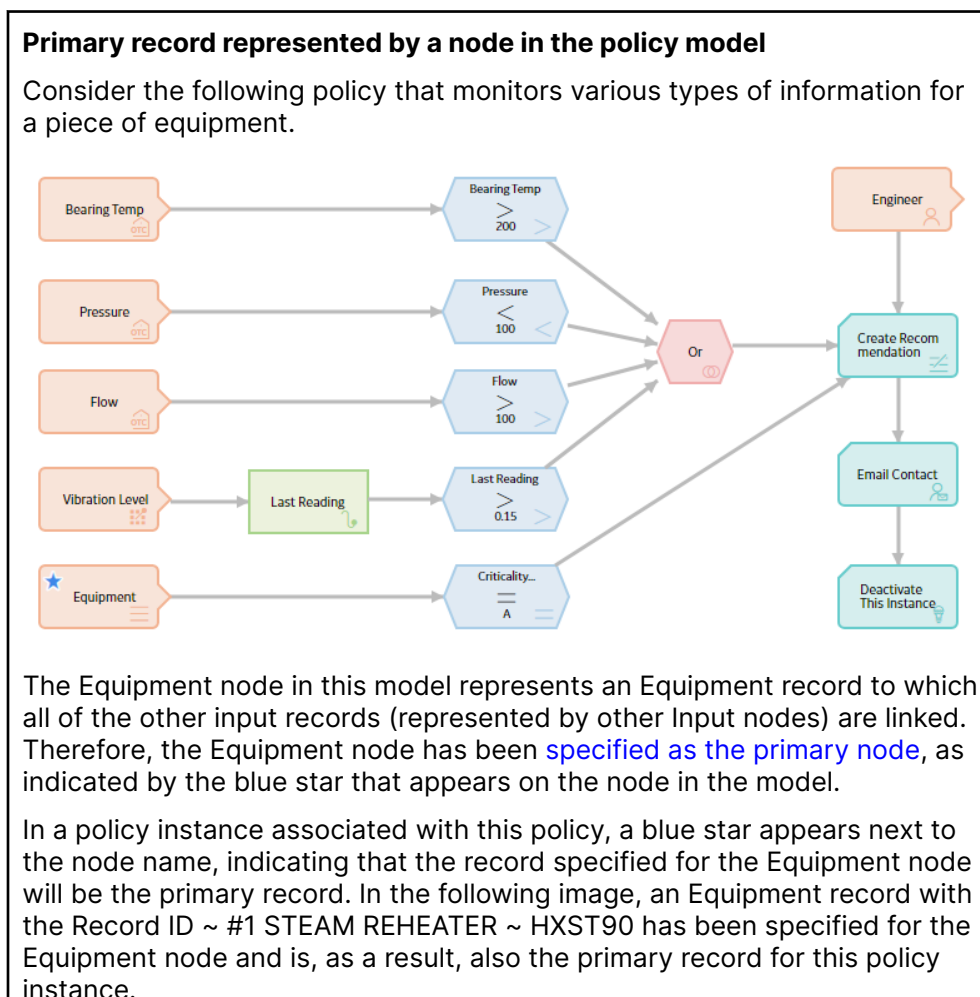 Primary record represented by a node in the policy model
Consider the following policy that monitors various types of information for
a piece of equipment.
Bearing Temp
OTC
Bearing Temp
>
200
>
Engineer
Pressure
OTC
Pressure
<
100
<
Or
Create Recom
mendation
Flow
OTC
Flow
>
100
>
Vibration Level
Last Reading
Last Reading
>
0.15
>
Email Contact
Equipment
Criticality...
=
A
=
Deactivate
This Instance
The Equipment node in this model represents an Equipment record to which
all of the other input records (represented by other Input nodes) are linked.
Therefore, the Equipment node has been specified as the primary node, as
indicated by the blue star that appears on the node in the model.
In a policy instance associated with this policy, a blue star appears next to
the node name, indicating that the record specified for the Equipment node
will be the primary record. In the following image, an Equipment record with
the Record ID ~ #1 STEAM REHEATER ~ HXST90 has been specified for the
Equipment node and is, as a result, also the primary record for this policy
instance.